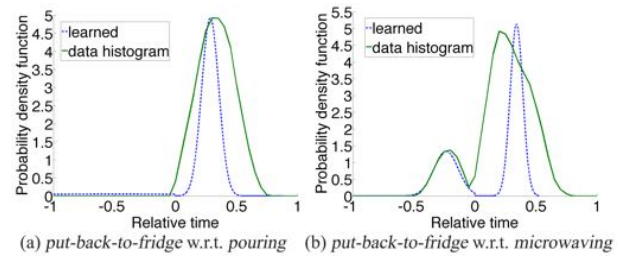 5
4.5
4
3.5
3
2.5
2
1.5
1
0.5
0
Probability density function
learned
data histogram
-1 -0.5 0 0.5 1
Relative time
(a) put-back-to-fridge w.r.t. pouring
5.5
5
4.5
4
3.5
3
2.5
2
1.5
1
0.5
0
Probability density function
learned
data histogram
-1 -0.5 0 0.5 1
Relative time
(b) put-back-to-fridge w.r.t. microwaving